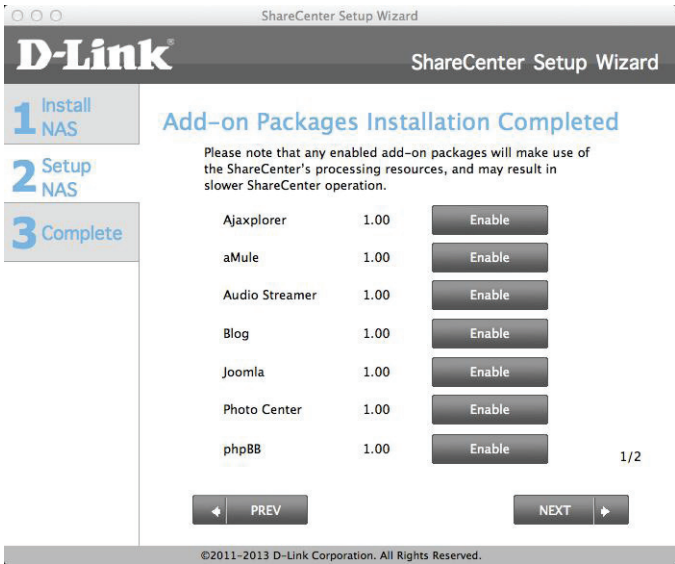 ShareCenter Setup Wizard
D-Link®
ShareCenter Setup Wizard
1 Install NAS
2 Setup NAS
3 Complete
Add-on Packages Installation Completed
Please note that any enabled add-on packages will make use of
the ShareCenter's processing resources, and may result in
slower ShareCenter operation.
Ajaxplorer 1.00 Enable
aMule 1.00 Enable
Audio Streamer 1.00 Enable
Blog 1.00 Enable
Joomla 1.00 Enable
Photo Center 1.00 Enable
phpBB 1.00 Enable
1/2
PREV NEXT
©2011-2013 D-Link Corporation. All Rights Reserved.